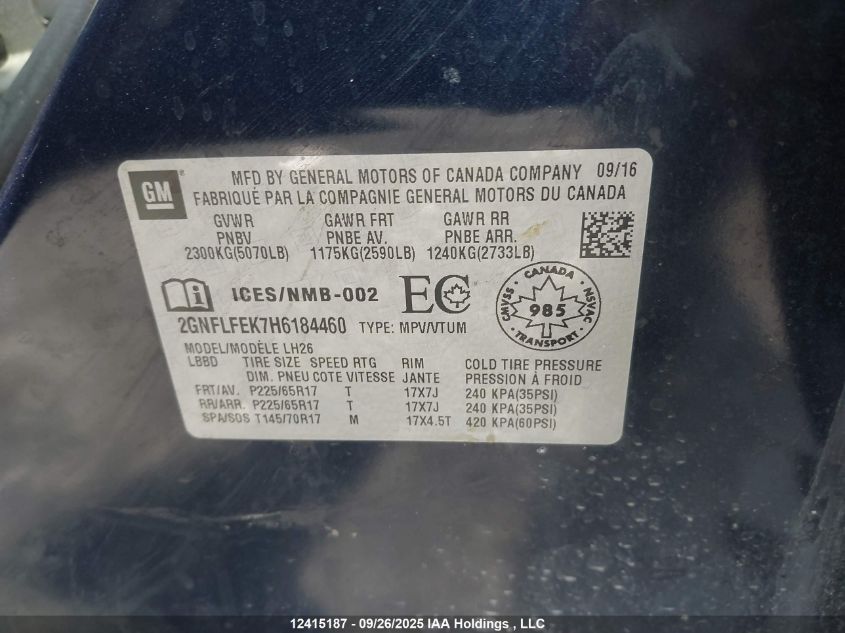 GM
MFD BY GENERAL MOTORS OF CANADA COMPANY 09/16
FABRIQUÉ PAR LA COMPAGNIE GENERAL MOTORS DU CANADA
GVWR GAWR FRT GAWR RR
PNBV PNBE AV. PNBE ARR.
2300KG(5070LB) 1175KG(2590LB) 1240KG(2733LB)
ICES/NMB-002 EC
CANADA
CMVSS 985 NSVAC
TRANSPORT
2GNFLFEK7H6184460 TYPE: MPV/VTUM
MODEL/MODÈLE LH26
LBBD TIRE SIZE SPEED RTG RIM COLD TIRE PRESSURE
DIM. PNEU COTE VITESSE JANTE PRESSION À FROID
FRT/AV. P225/65R17 T 17X7J 240 KPA(35PSI)
RR/ARR. P225/65R17 T 17X7J 240 KPA(35PSI)
SPA/SOS T145/70R17 M 17X4.5T 420 KPA(60PSI)
12415187 - 09/26/2025 IAA Holdings , LLC